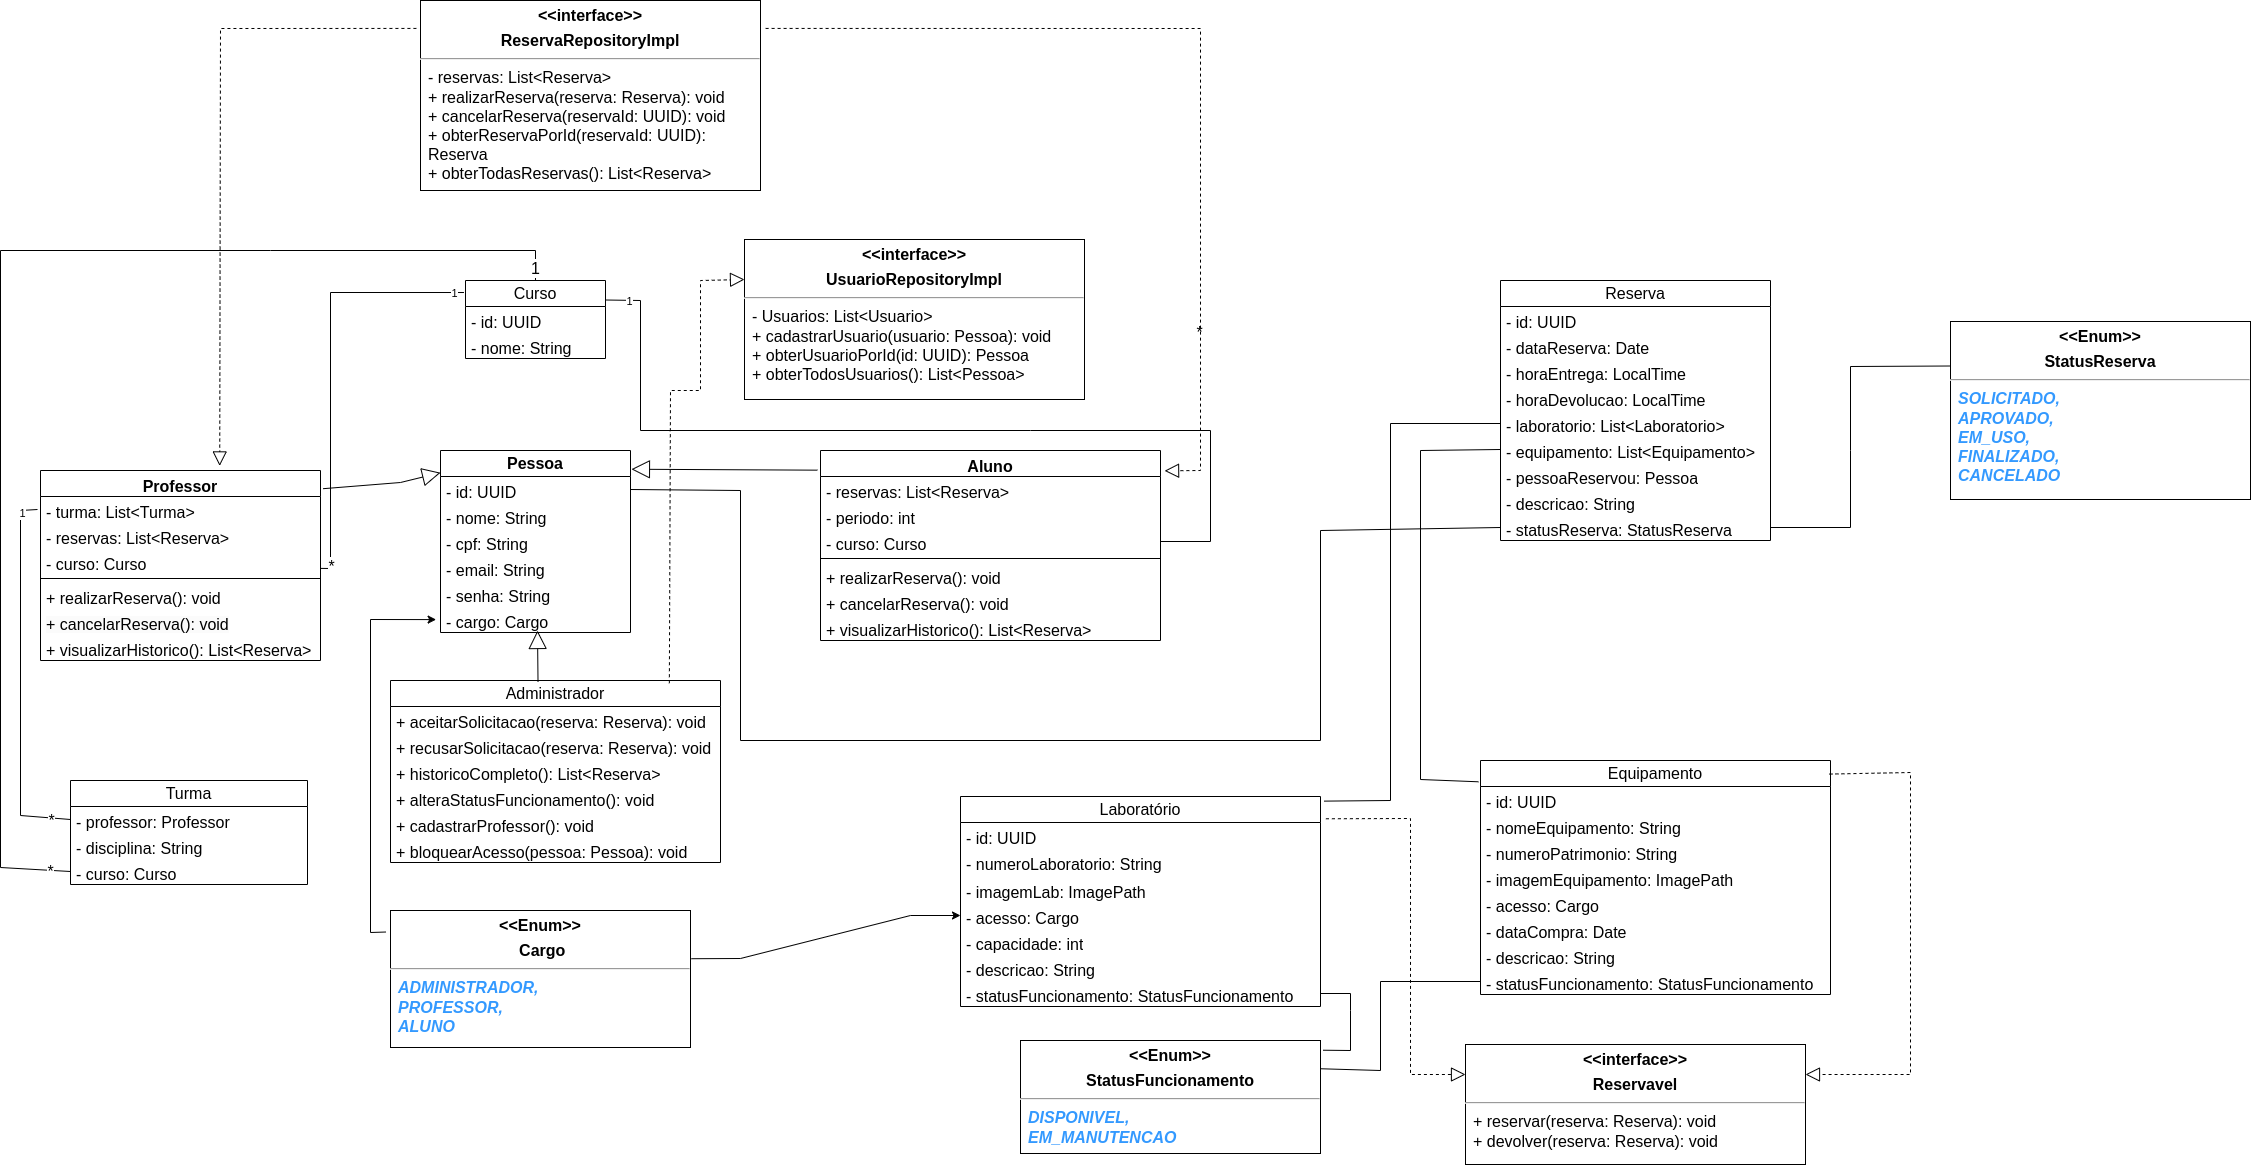 <<interface>>
ReservaRepositoryImpl
- reservas: List<Reserva>
+ realizarReserva(reserva: Reserva): void
+ cancelarReserva(reservaId: UUID): void
+ obterReservaPorId(reservaId: UUID):
Reserva
+ obterTodasReservas(): List<Reserva>
<<interface>>
UsuarioRepositoryImpl
- Usuarios: List<Usuario>
+ cadastrarUsuario(usuario: Pessoa): void
+ obterUsuarioPorId(id: UUID): Pessoa
+ obterTodosUsuarios(): List<Pessoa>
*
1
1
1
Curso
- id: UUID
- nome: String
Reserva
- id: UUID
- dataReserva: Date
- horaEntrega: LocalTime
- horaDevolucao: LocalTime
- laboratorio: List<Laboratorio>
- equipamento: List<Equipamento>
- pessoaReservou: Pessoa
- descricao: String
- statusReserva: StatusReserva
<<Enum>>
StatusReserva
SOLICITADO,
APROVADO,
EM_USO,
FINALIZADO,
CANCELADO
Professor
- turma: List<Turma>
- reservas: List<Reserva>
- curso: Curso
+ realizarReserva(): void
+ cancelarReserva(): void
+ visualizarHistorico(): List<Reserva>
1
*
Pessoa
- id: UUID
- nome: String
- cpf: String
- email: String
- senha: String
- cargo: Cargo
Aluno
- reservas: List<Reserva>
- periodo: int
- curso: Curso
+ realizarReserva(): void
+ cancelarReserva(): void
+ visualizarHistorico(): List<Reserva>
Administrador
+ aceitarSolicitacao(reserva: Reserva): void
+ recusarSolicitacao(reserva: Reserva): void
+ historicoCompleto(): List<Reserva>
+ alteraStatusFuncionamento(): void
+ cadastrarProfessor(): void
+ bloquearAcesso(pessoa: Pessoa): void
Turma
- professor: Professor
- disciplina: String
- curso: Curso
*
*
<<Enum>>
Cargo
ADMINISTRADOR,
PROFESSOR,
ALUNO
Laboratório
- id: UUID
- numeroLaboratorio: String
- imagemLab: ImagePath
- acesso: Cargo
- capacidade: int
- descricao: String
- statusFuncionamento: StatusFuncionamento
Equipamento
- id: UUID
- nomeEquipamento: String
- numeroPatrimonio: String
- imagemEquipamento: ImagePath
- acesso: Cargo
- dataCompra: Date
- descricao: String
- statusFuncionamento: StatusFuncionamento
<<Enum>>
StatusFuncionamento
DISPONIVEL,
EM_MANUTENCAO
<<interface>>
Reservavel
+ reservar(reserva: Reserva): void
+ devolver(reserva: Reserva): void